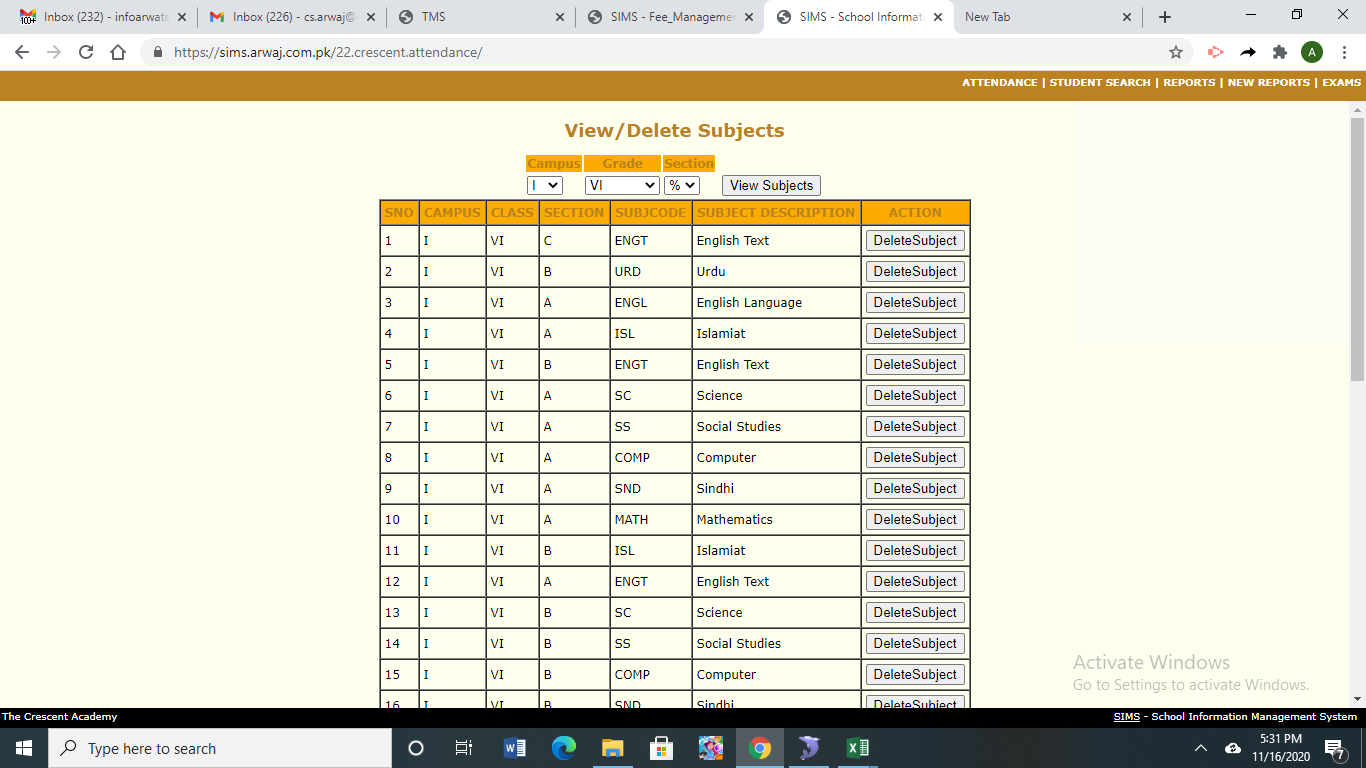 Inbox (232) - infoarwat
Inbox (226) - cs.arwaj@
TMS
SIMS - Fee_Managemen
SIMS - School Informat
New Tab
https://sims.arwaj.com.pk/22.crescent.attendance/
A
ATTENDANCE | STUDENT SEARCH | REPORTS | NEW REPORTS | EXAMS
View/Delete Subjects
Campus Grade Section
I VI % View Subjects
SNO CAMPUS CLASS SECTION SUBJCODE SUBJECT DESCRIPTION ACTION
1 I VI C ENGT English Text DeleteSubject
2 I VI B URD Urdu DeleteSubject
3 I VI A ENGL English Language DeleteSubject
4 I VI A ISL Islamiat DeleteSubject
5 I VI B ENGT English Text DeleteSubject
6 I VI A SC Science DeleteSubject
7 I VI A SS Social Studies DeleteSubject
8 I VI A COMP Computer DeleteSubject
9 I VI A SND Sindhi DeleteSubject
10 I VI A MATH Mathematics DeleteSubject
11 I VI B ISL Islamiat DeleteSubject
12 I VI A ENGT English Text DeleteSubject
13 I VI B SC Science DeleteSubject
14 I VI B SS Social Studies DeleteSubject
15 I VI B COMP Computer DeleteSubject
16 I VI B SND Sindhi DeleteSubject
Activate Windows
Go to Settings to activate Windows.
The Crescent Academy
SIMS - School Information Management System
Type here to search
5:31 PM
11/16/2020
7